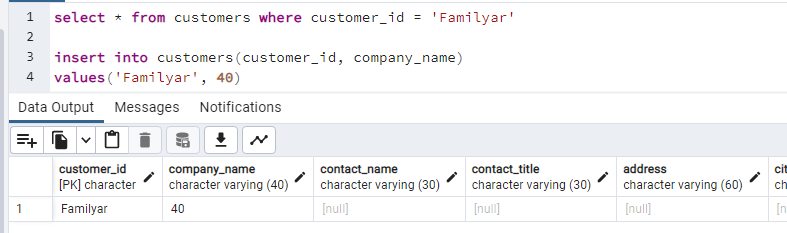 1 select * from customers where customer_id = 'Familyar'
2
3 insert into customers(customer_id, company_name)
4 values('Familyar', 40)
Data Output Messages Notifications
customer_id company_name contact_name contact_title address cit
[PK] character character varying (40) character varying (30) character varying (30) character varying (60) ch
1 Familyar 40 [null] [null] [null] [n